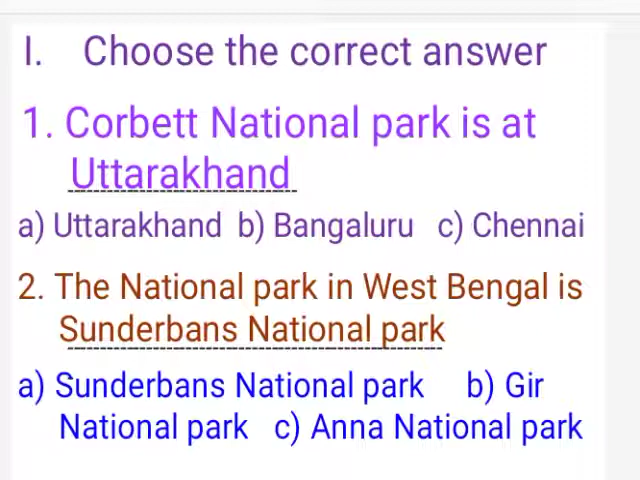 I. Choose the correct answer
1. Corbett National park is at
Uttarakhand
a) Uttarakhand b) Bangaluru c) Chennai
2. The National park in West Bengal is
Sunderbans National park
a) Sunderbans National park b) Gir
National park c) Anna National park